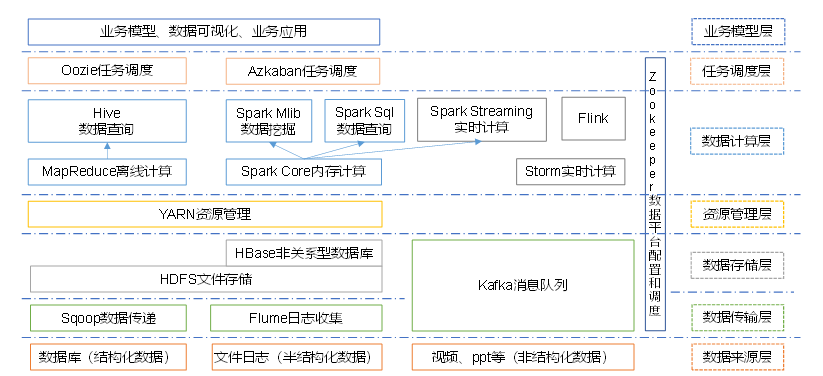 业务模型、数据可视化、业务应用
业务模型层
Oozie任务调度
Azkaban任务调度
任务调度层
Hive
数据查询
Spark Mlib
数据挖掘
Spark Sql
数据查询
Spark Streaming
实时计算
Flink
数据计算层
MapReduce离线计算
Spark Core内存计算
Storm实时计算
YARN资源管理
资源管理层
HBase非关系型数据库
HDFS文件存储
Kafka消息队列
数据存储层
Sqoop数据传递
Flume日志收集
数据传输层
数据库（结构化数据）
文件日志（半结构化数据）
视频、ppt等（非结构化数据）
数据来源层
Zookeeper数据平台配置和调度